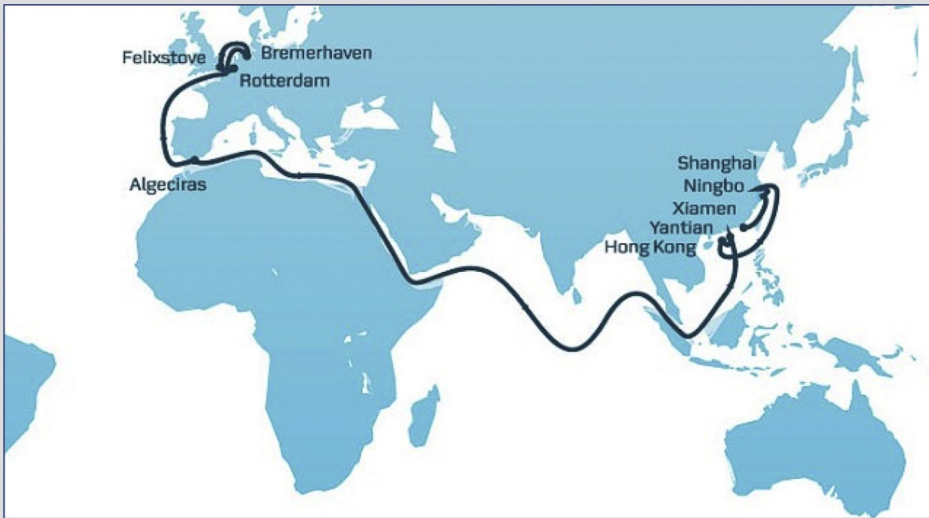 Felixstove
Bremerhaven
Rotterdam
Algeciras
Shanghai
Ningbo
Xiamen
Yantian
Hong Kong